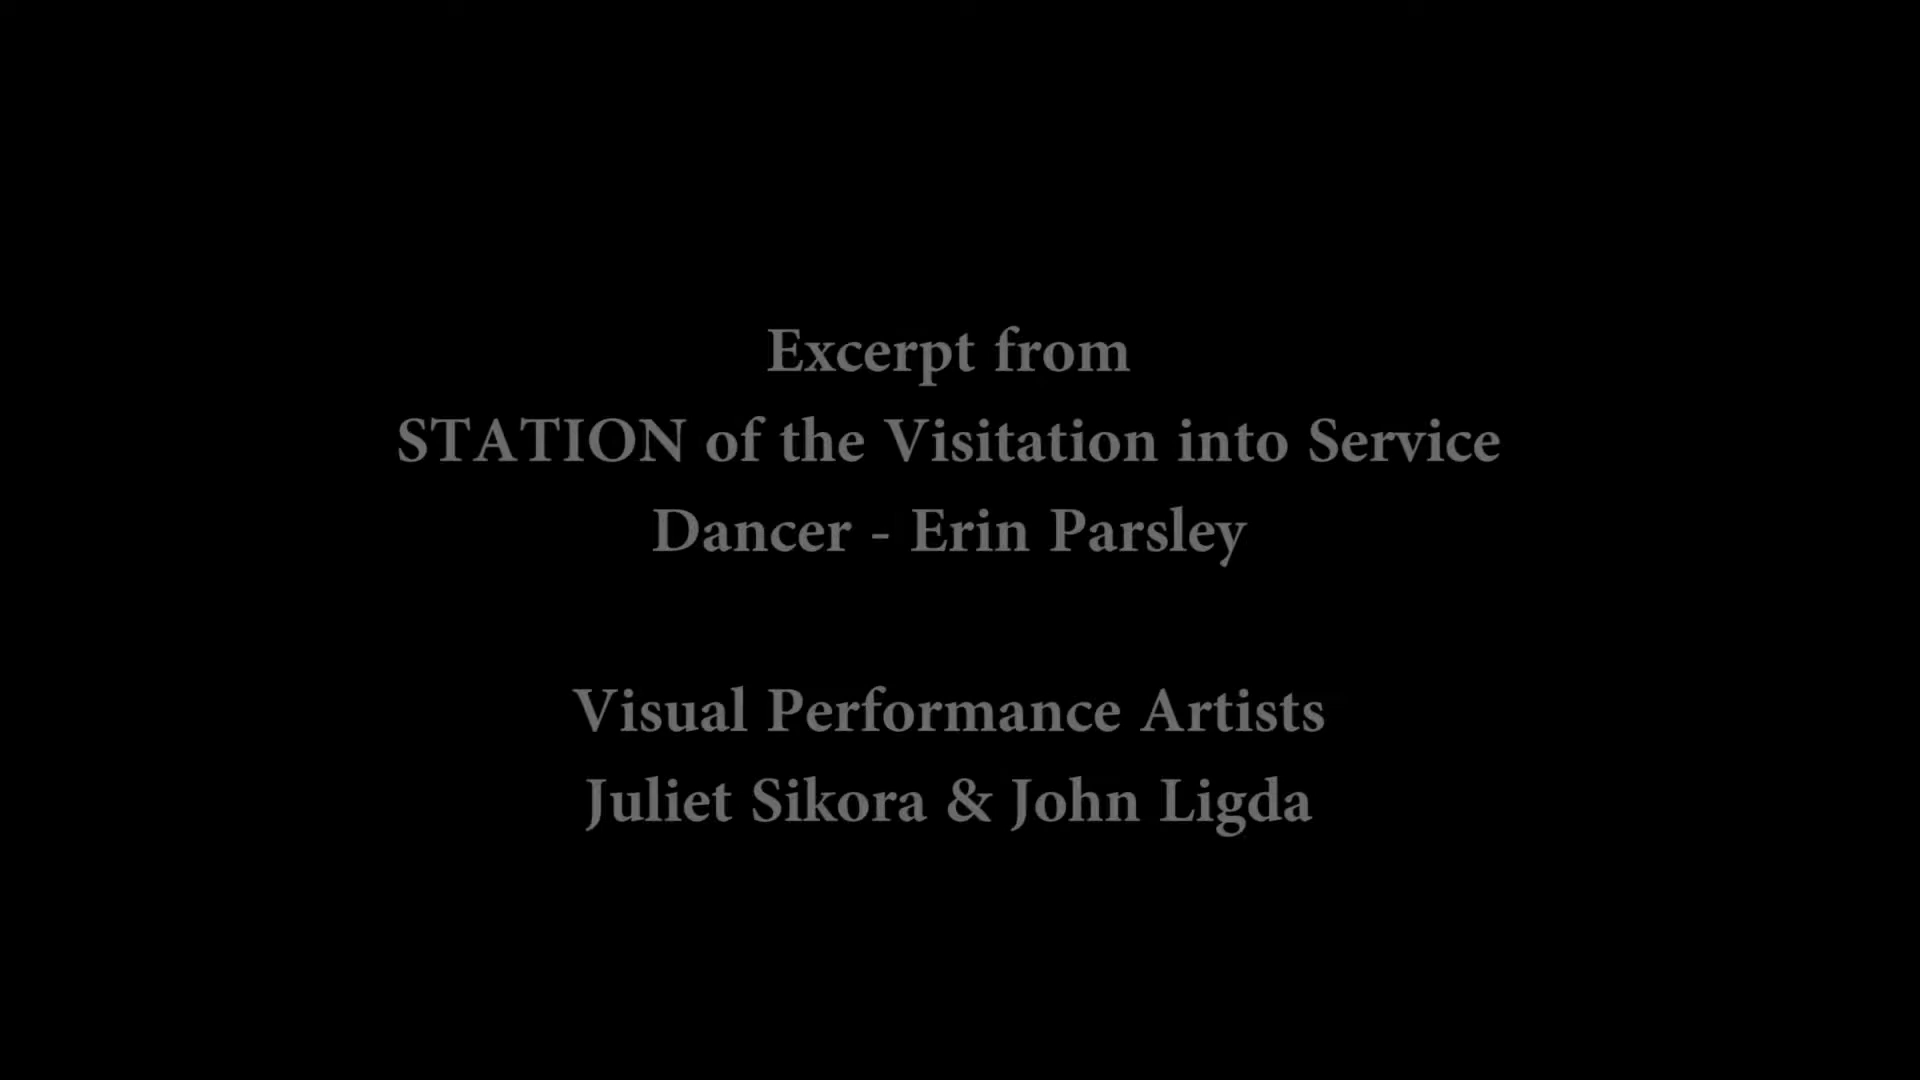 Excerpt from
STATION of the Visitation into Service
Dancer - Erin Parsley
Visual Performance Artists
Juliet Sikora & John Ligda